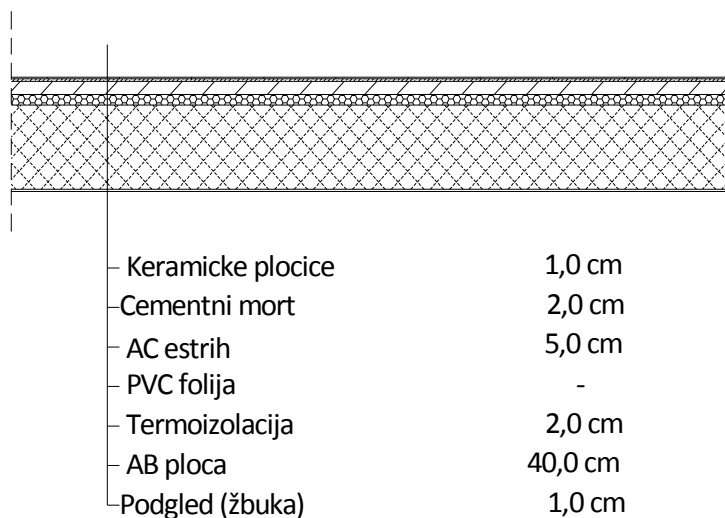 Keramicke plocice 1,0 cm
Cementni mort 2,0 cm
AC estrih 5,0 cm
PVC folija -
Termoizolacija 2,0 cm
AB ploca 40,0 cm
Podgled (žbuka) 1,0 cm